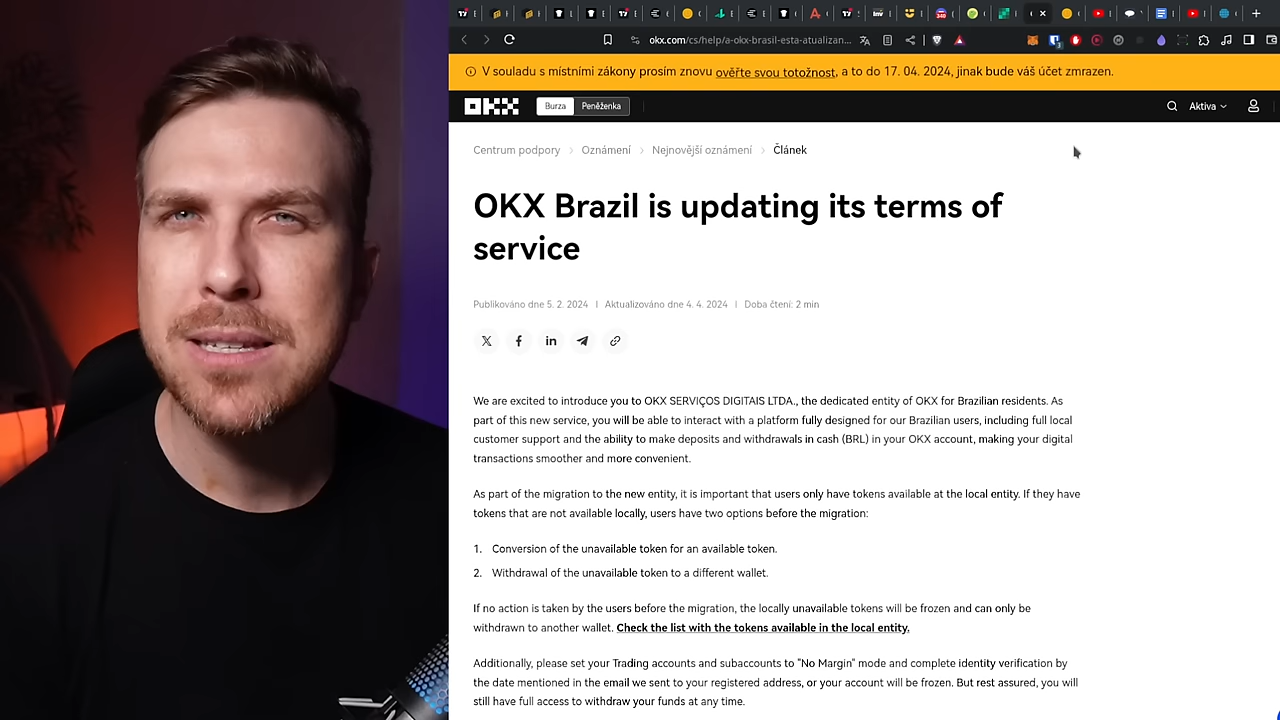 okx.com/cs/help/a-okx-brasil-esta-atualizan...
V souladu s místními zákony prosím znovu ověřte svou totožnost, a to do 17. 04. 2024, jinak bude váš účet zmrazen.
OKX Burza Peněženka Aktiva
Centrum podpory > Oznámení > Nejnovější oznámení > Článek
OKX Brazil is updating its terms of
service
Publikováno dne 5. 2. 2024 | Aktualizováno dne 4. 4. 2024 | Doba čtení: 2 min
We are excited to introduce you to OKX SERVIÇOS DIGITAIS LTDA., the dedicated entity of OKX for Brazilian residents. As
part of this new service, you will be able to interact with a platform fully designed for our Brazilian users, including full local
customer support and the ability to make deposits and withdrawals in cash (BRL) in your OKX account, making your digital
transactions smoother and more convenient.
As part of the migration to the new entity, it is important that users only have tokens available at the local entity. If they have
tokens that are not available locally, users have two options before the migration:
1. Conversion of the unavailable token for an available token.
2. Withdrawal of the unavailable token to a different wallet.
If no action is taken by the users before the migration, the locally unavailable tokens will be frozen and can only be
withdrawn to another wallet. Check the list with the tokens available in the local entity.
Additionally, please set your Trading accounts and subaccounts to "No Margin" mode and complete identity verification by
the date mentioned in the email we sent to your registered address, or your account will be frozen. But rest assured, you will
still have full access to withdraw your funds at any time.